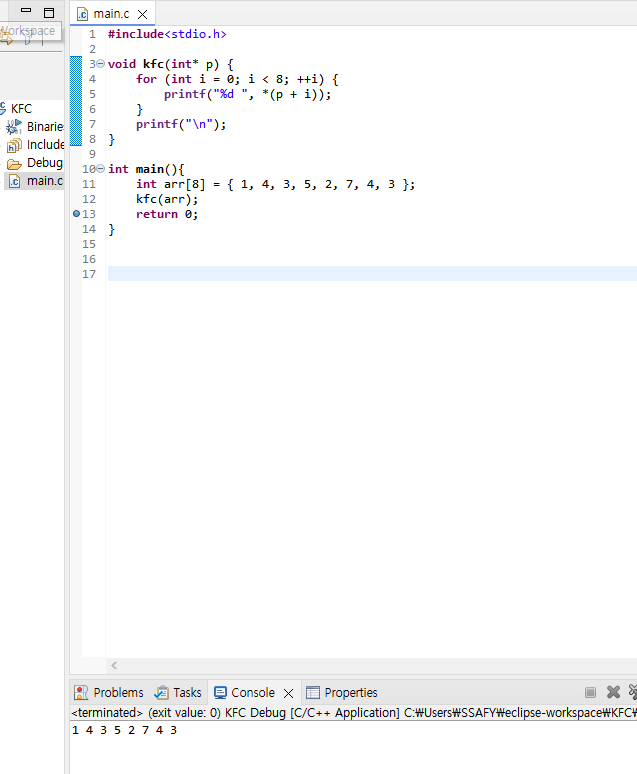 Workspace
KFC
Binarie
Include
Debug
main.c
main.c
1 #include<stdio.h>
2
3 void kfc(int* p) {
4     for (int i = 0; i < 8; ++i) {
5         printf("%d ", *(p + i));
6     }
7     printf("\n");
8 }
9
10 int main(){
11     int arr[8] = { 1, 4, 3, 5, 2, 7, 4, 3 };
12     kfc(arr);
13     return 0;
14 }
15
16
17
Problems Tasks Console Properties
<terminated> (exit value: 0) KFC Debug [C/C++ Application] C:₩Users₩SSAFY₩eclipse-workspace₩KFC₩
1 4 3 5 2 7 4 3